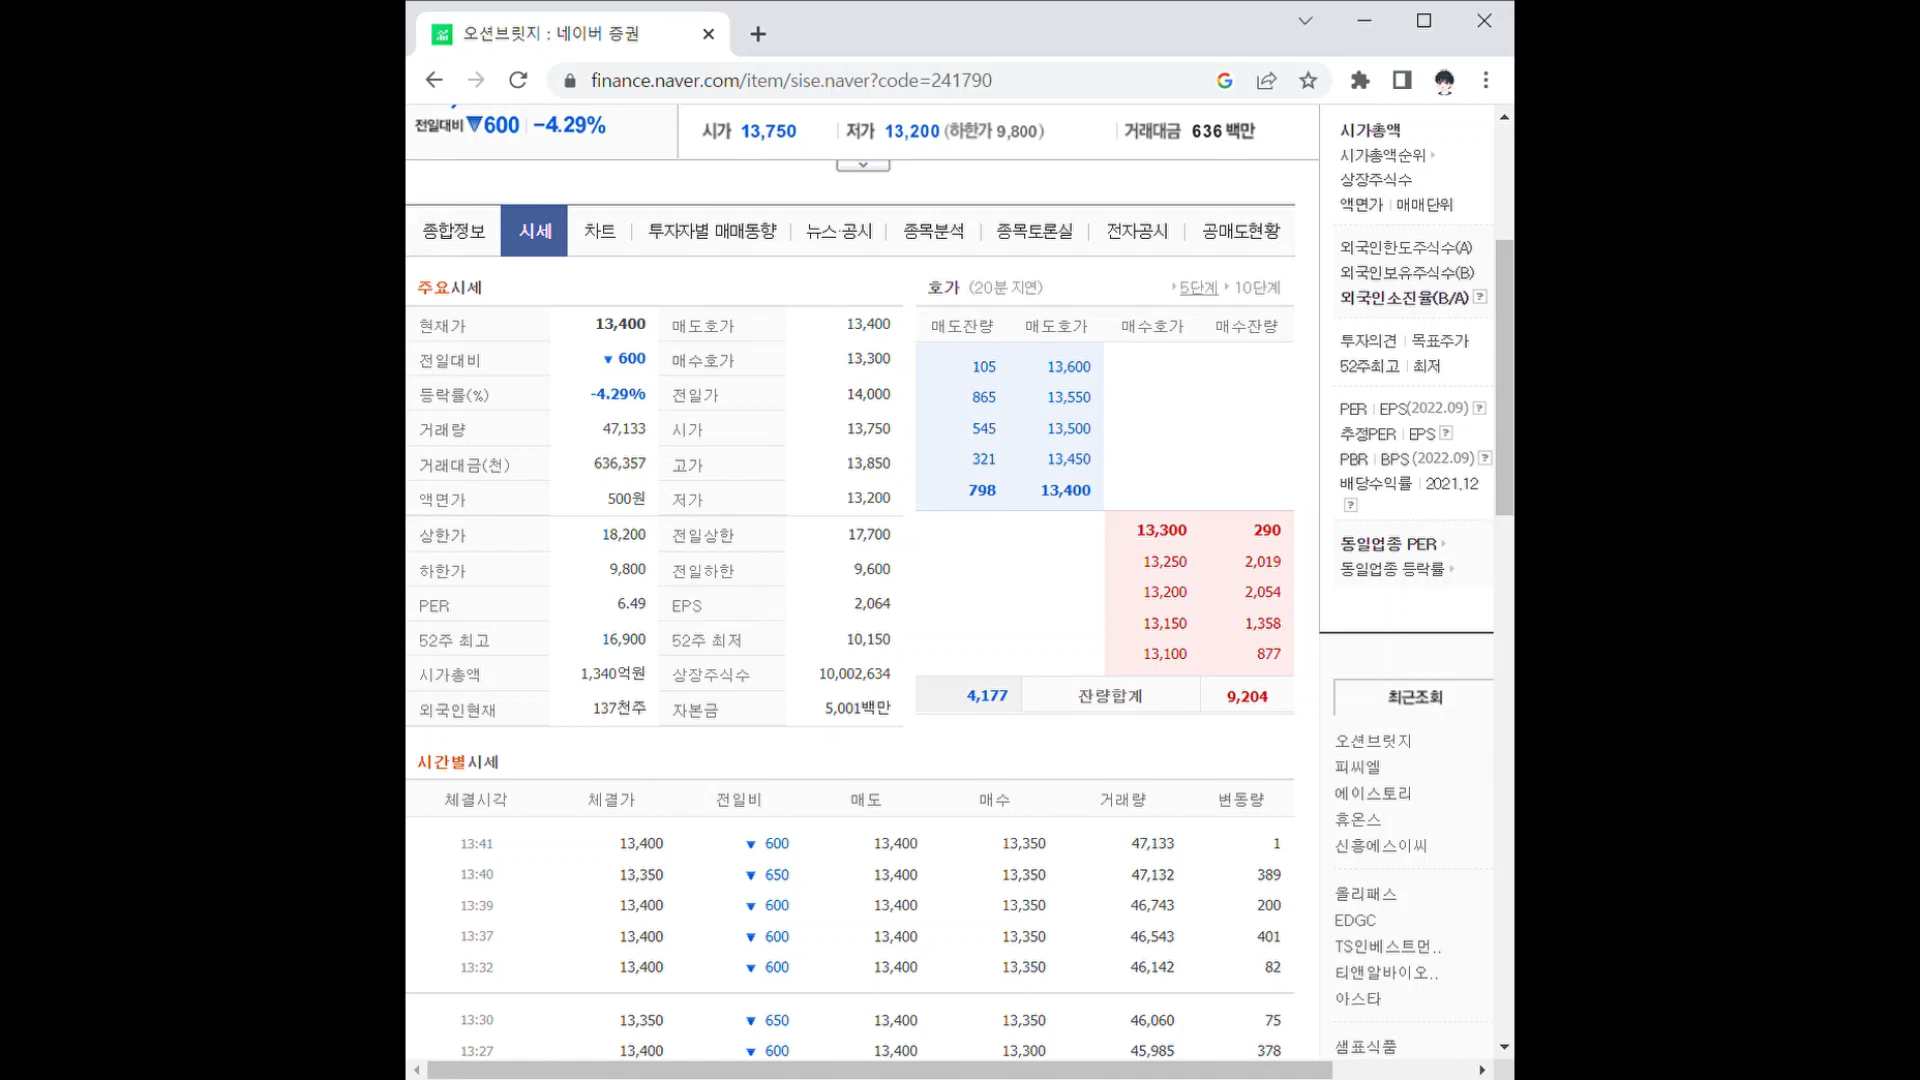 오션브릿지 : 네이버 증권
finance.naver.com/item/sise.naver?code=241790
전일대비 ▼600 -4.29% 시가 13,750 저가 13,200 (하한가 9,800) 거래대금 636 백만
종합정보 시세 차트 투자자별 매매동향 뉴스·공시 종목분석 종목토론실 전자공시 공매도현황
주요시세
현재가 13,400 매도호가 13,400
전일대비 ▼ 600 매수호가 13,300
등락률(%) -4.29% 전일가 14,000
거래량 47,133 시가 13,750
거래대금(천) 636,357 고가 13,850
액면가 500원 저가 13,200
상한가 18,200 전일상한 17,700
하한가 9,800 전일하한 9,600
PER 6.49 EPS 2,064
52주 최고 16,900 52주 최저 10,150
시가총액 1,340억원 상장주식수 10,002,634
외국인현재 137천주 자본금 5,001백만
호가 (20분 지연) 5단계 10단계
매도잔량 매도호가 매수호가 매수잔량
105 13,600
865 13,550
545 13,500
321 13,450
798 13,400
13,300 290
13,250 2,019
13,200 2,054
13,150 1,358
13,100 877
4,177 잔량합계 9,204
시간별시세
체결시각 체결가 전일비 매도 매수 거래량 변동량
13:41 13,400 ▼ 600 13,400 13,350 47,133 1
13:40 13,350 ▼ 650 13,400 13,350 47,132 389
13:39 13,400 ▼ 600 13,400 13,350 46,743 200
13:37 13,400 ▼ 600 13,400 13,350 46,543 401
13:32 13,400 ▼ 600 13,400 13,350 46,142 82
13:30 13,350 ▼ 650 13,400 13,350 46,060 75
13:27 13,400 ▼ 600 13,400 13,300 45,985 378
시가총액
시가총액순위
상장주식수
액면가 매매단위
외국인한도주식수(A)
외국인보유주식수(B)
외국인소진율(B/A) ?
투자의견 목표주가
52주최고 최저
PER EPS(2022.09) ?
추정PER EPS ?
PBR BPS (2022.09) ?
배당수익률 2021.12
?
동일업종 PER
동일업종 등락률
최근조회
오션브릿지
피씨엘
에이스토리
휴온스
신흥에스이씨
올리패스
EDGC
TS인베스트먼..
티앤알바이오..
아스타
샘표식품